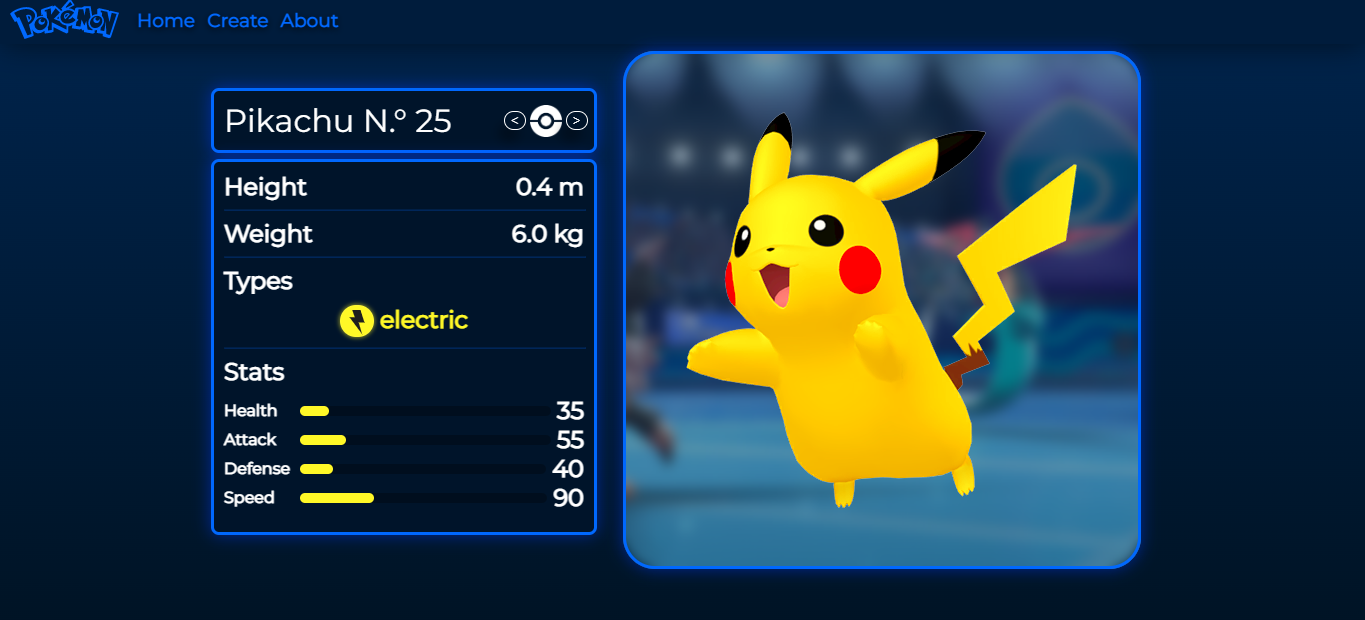 POKéMON Home Create About
Pikachu N.° 25 < >
Height 0.4 m
Weight 6.0 kg
Types
electric
Stats
Health 35
Attack 55
Defense 40
Speed 90